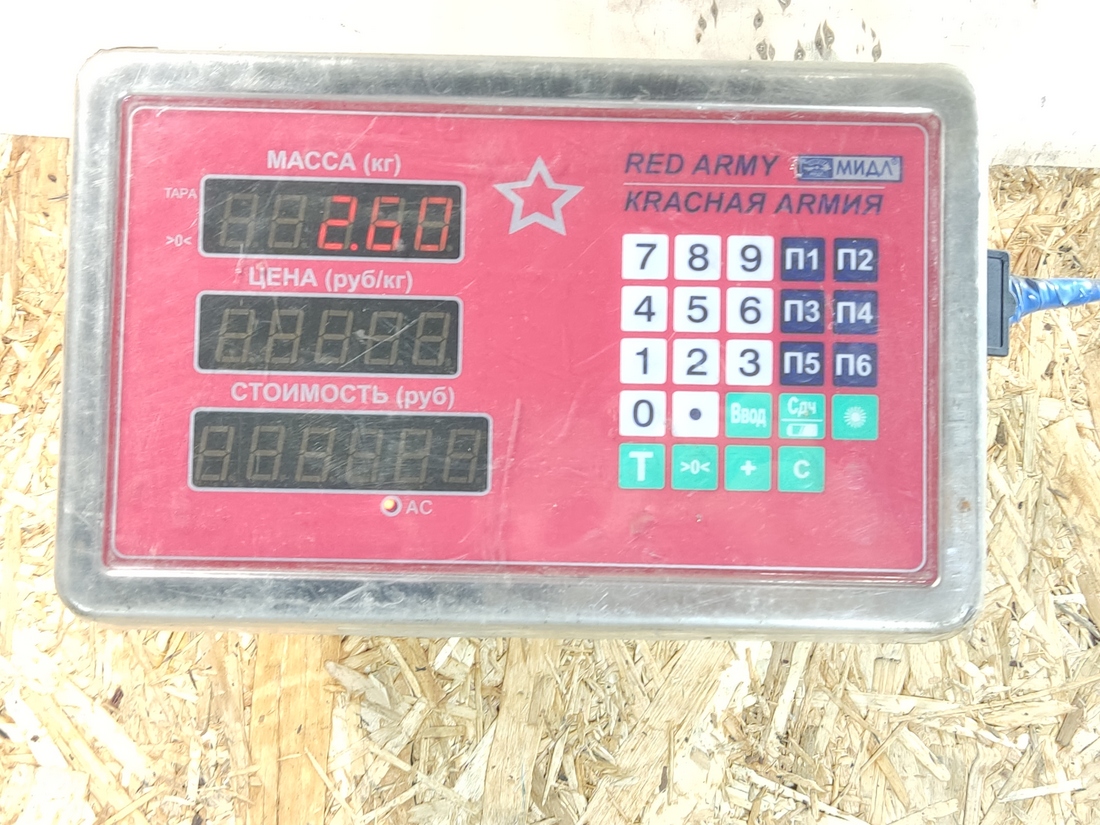 МАССА (кг)
ТАРА
2.60
>0<
ЦЕНА (руб/кг)
СТОИМОСТЬ (руб)
AC
RED ARMY МИДЛ®
КRАСНАЯ АRМИЯ
7 8 9 П1 П2
4 5 6 П3 П4
1 2 3 П5 П6
0 • Ввод Сдч
T >0< + C